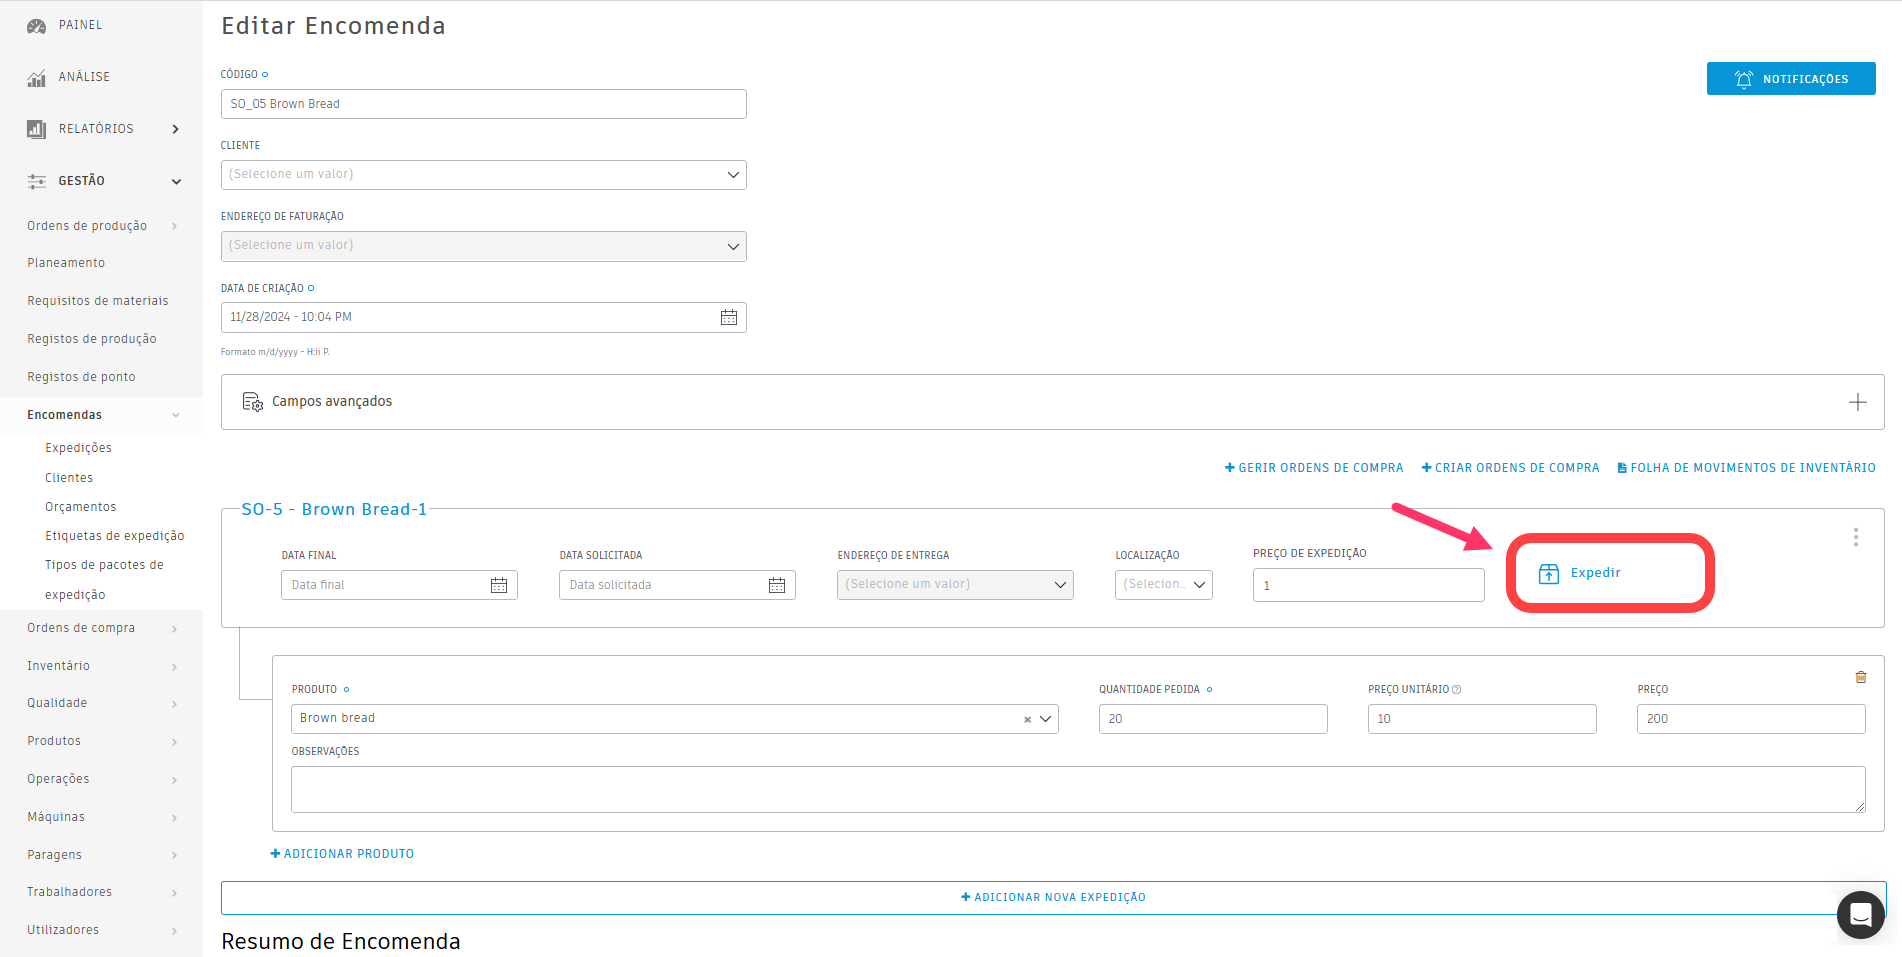 PAINEL
ANÁLISE
RELATÓRIOS
GESTÃO
Ordens de produção
Planeamento
Requisitos de materiais
Registos de produção
Registos de ponto
Encomendas
Expedições
Clientes
Orçamentos
Etiquetas de expedição
Tipos de pacotes de
expedição
Ordens de compra
Inventário
Qualidade
Produtos
Operações
Máquinas
Paragens
Trabalhadores
Utilizadores
Editar Encomenda
NOTIFICAÇÕES
CÓDIGO
SO_05 Brown Bread
CLIENTE
(Selecione um valor)
ENDEREÇO DE FATURAÇÃO
(Selecione um valor)
DATA DE CRIAÇÃO
11/28/2024 - 10:04 PM
Formato m/d/yyyy - H:ii P.
Campos avançados
GERIR ORDENS DE COMPRA CRIAR ORDENS DE COMPRA FOLHA DE MOVIMENTOS DE INVENTÁRIO
SO-5 - Brown Bread-1
DATA FINAL DATA SOLICITADA ENDEREÇO DE ENTREGA LOCALIZAÇÃO PREÇO DE EXPEDIÇÃO
Data final Data solicitada (Selecione um valor) (Selecion... 1 Expedir
PRODUTO QUANTIDADE PEDIDA PREÇO UNITÁRIO PREÇO
Brown bread 20 10 200
OBSERVAÇÕES
ADICIONAR PRODUTO
ADICIONAR NOVA EXPEDIÇÃO
Resumo de Encomenda